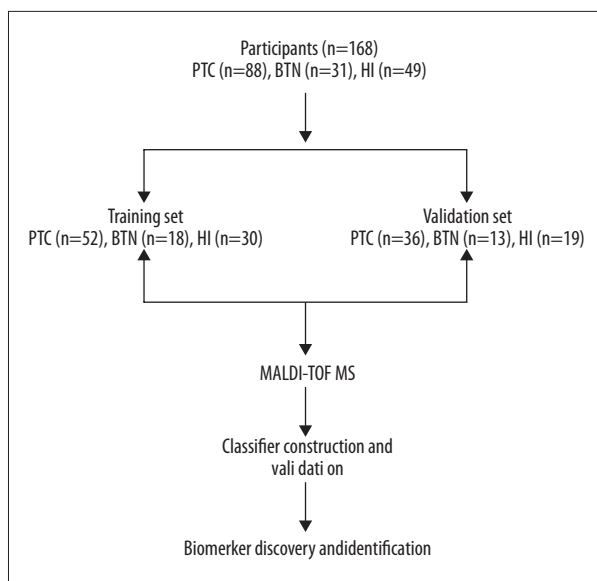 Participants (n=168)
PTC (n=88), BTN (n=31), HI (n=49)
Training set
PTC (n=52), BTN (n=18), HI (n=30)
Validation set
PTC (n=36), BTN (n=13), HI (n=19)
MALDI-TOF MS
Classifier construction and
vali dati on
Biomerker discovery andidentification